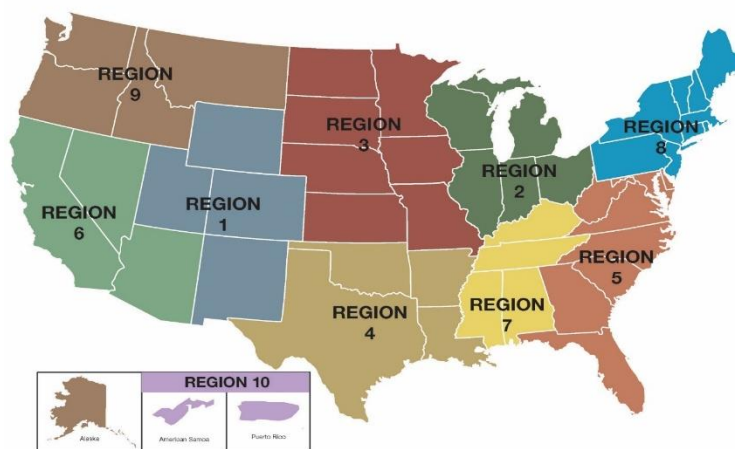 REGION
9
REGION
3
REGION
8
REGION
2
REGION
1
REGION
6
REGION
5
REGION
4
REGION
7
REGION 10
Alaska
American Samoa
Puerto Rico